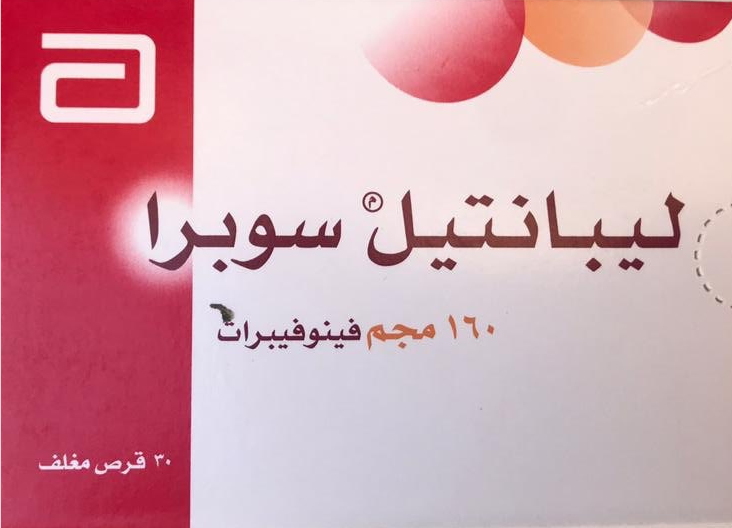 ليبانتيل م سوبرا
١٦٠ مجم فينوفيبرات
٣٠ قرص مغلف